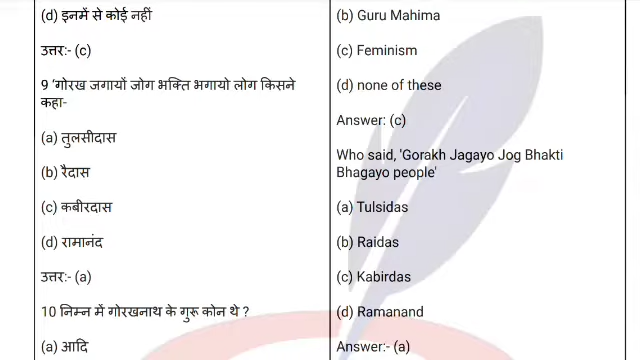 (d) इनमें से कोई नहीं
उत्तर:- (c)
9 ‘गोरख जगायों जोग भक्ति भगायो लोग किसने
कहा-
(a) तुलसीदास
(b) रैदास
(c) कबीरदास
(d) रामानंद
उत्तर:- (a)
10 निम्न में गोरखनाथ के गुरू कोन थे ?
(a) आदि
(b) Guru Mahima
(c) Feminism
(d) none of these
Answer: (c)
Who said, 'Gorakh Jagayo Jog Bhakti
Bhagayo people'
(a) Tulsidas
(b) Raidas
(c) Kabirdas
(d) Ramanand
Answer:- (a)